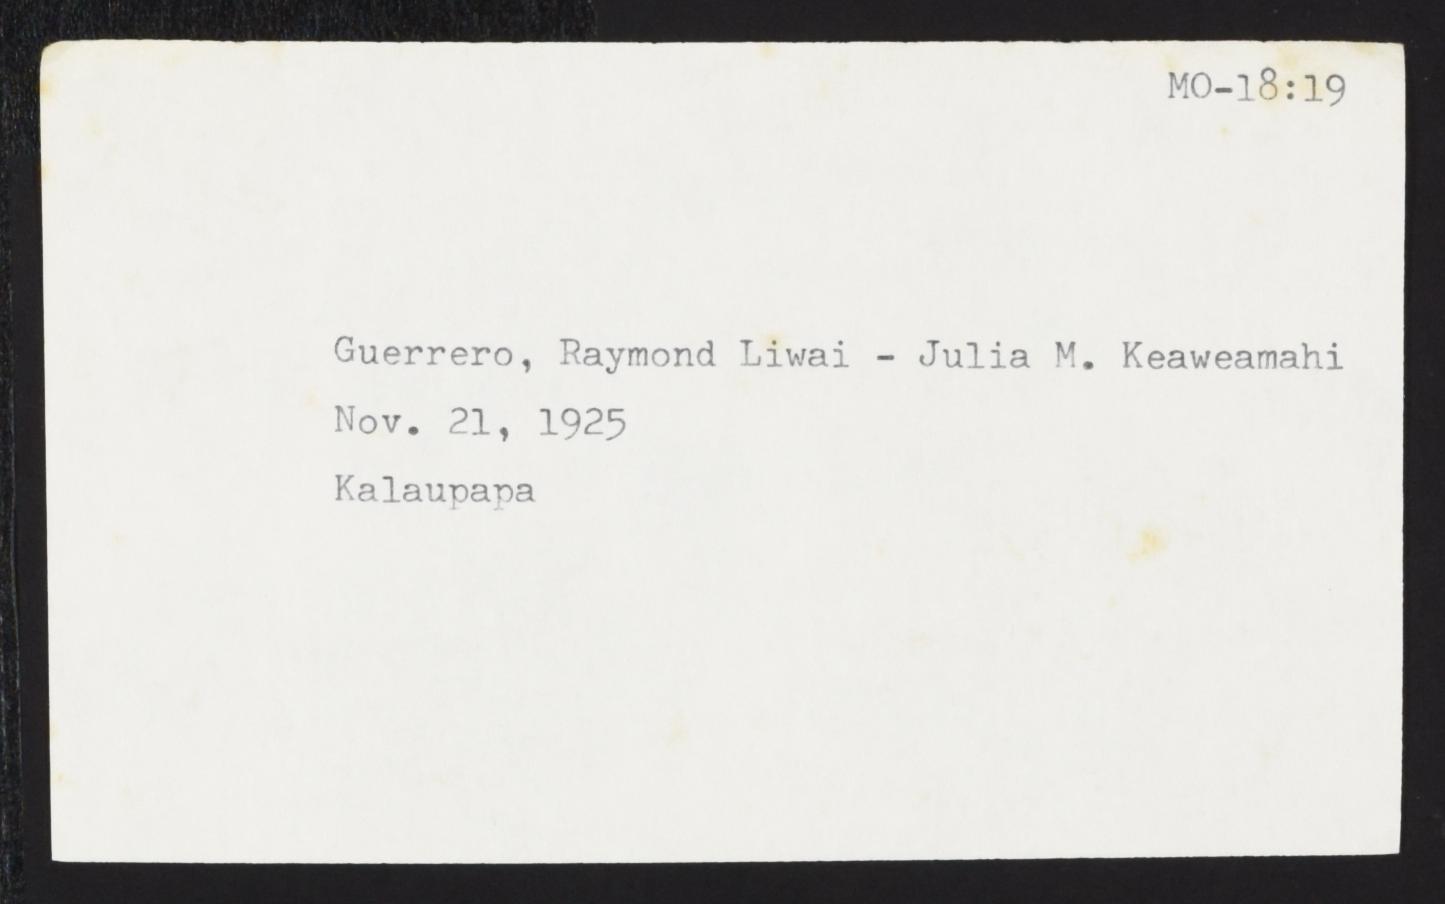 MO-18:19
Guerrero, Raymond Liwai - Julia M. Keaweamahi
Nov. 21, 1925
Kalaupapa